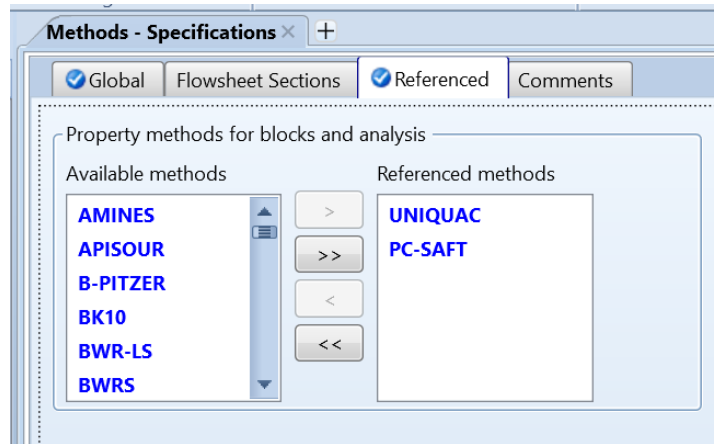 Methods - Specifications × +
Global Flowsheet Sections Referenced Comments
Property methods for blocks and analysis
Available methods Referenced methods
AMINES > UNIQUAC
APISOUR >> PC-SAFT
B-PITZER
BK10 <
BWR-LS <<
BWRS